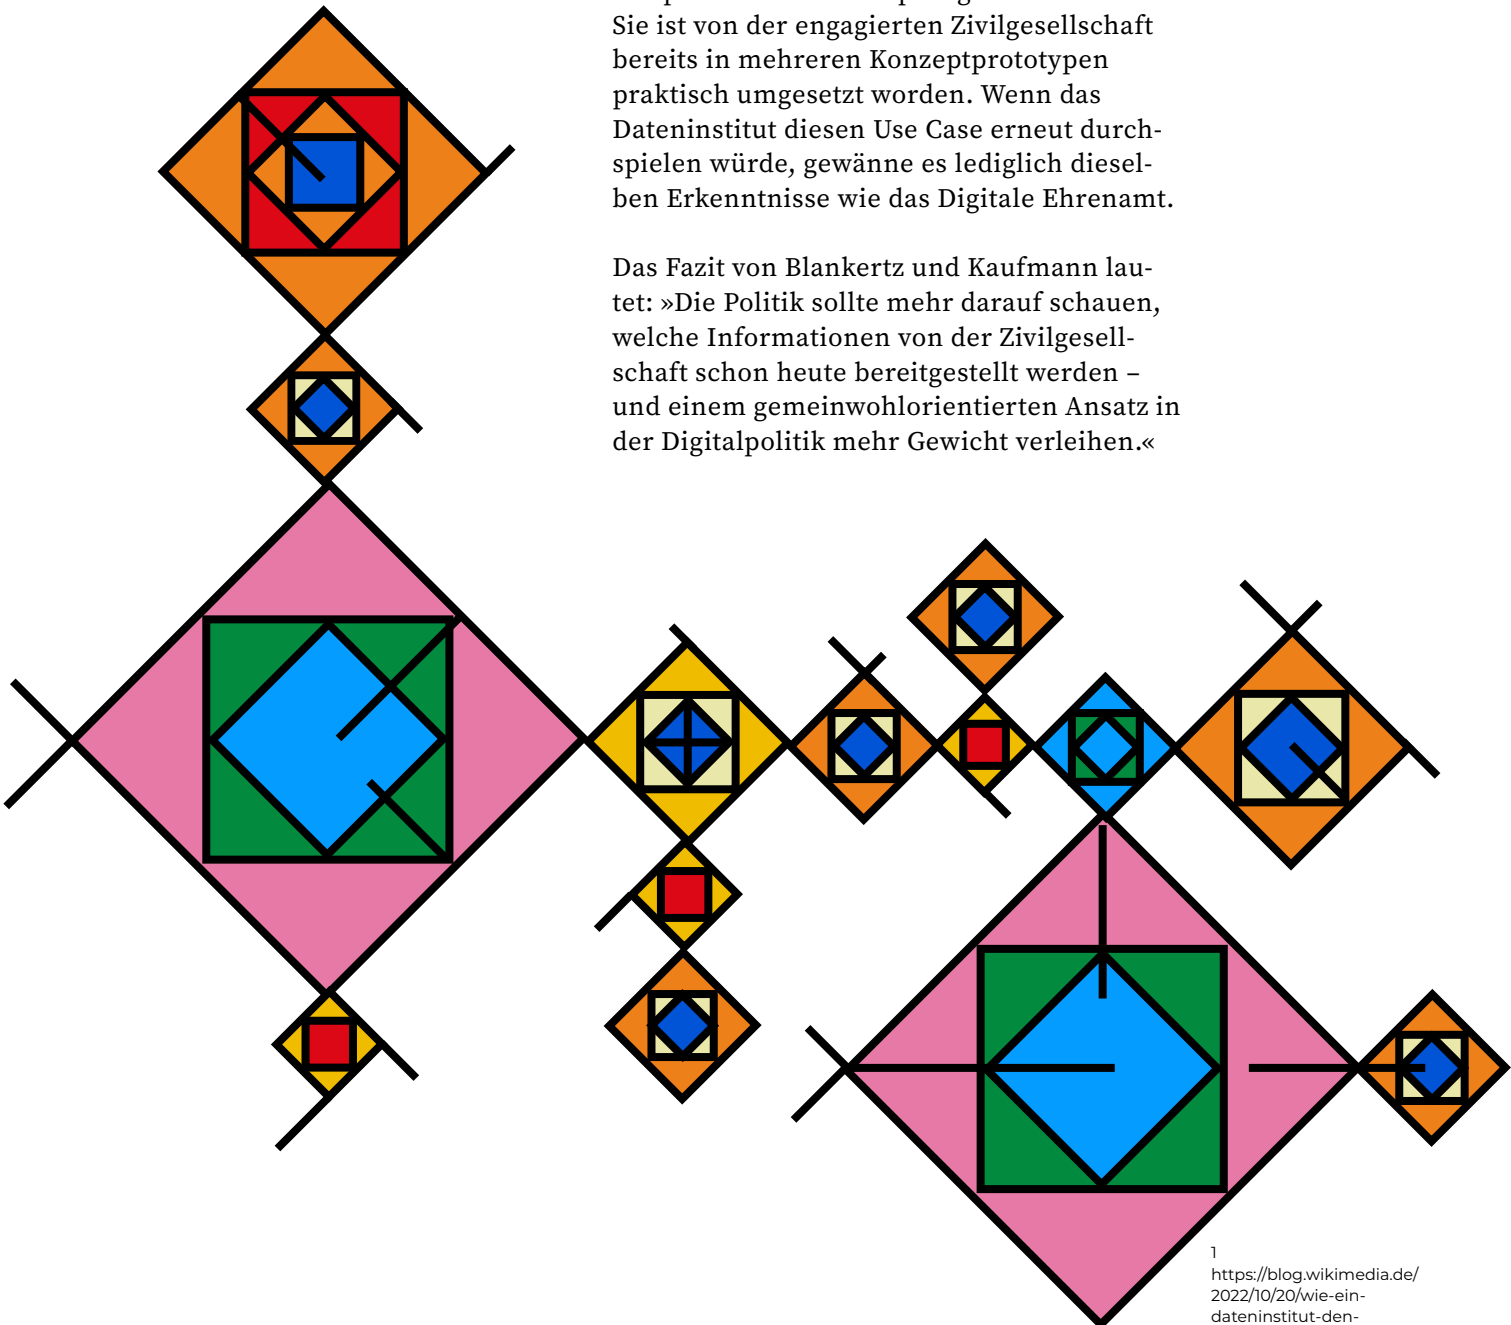 Sie ist von der engagierten Zivilgesellschaft
bereits in mehreren Konzeptprototypen
praktisch umgesetzt worden. Wenn das
Dateninstitut diesen Use Case erneut durch-
spielen würde, gewänne es lediglich diesel-
ben Erkenntnisse wie das Digitale Ehrenamt.
Das Fazit von Blankertz und Kaufmann lau-
tet: »Die Politik sollte mehr darauf schauen,
welche Informationen von der Zivilgesell-
schaft schon heute bereitgestellt werden –
und einem gemeinwohlorientierten Ansatz in
der Digitalpolitik mehr Gewicht verleihen.«
1
https://blog.wikimedia.de/
2022/10/20/wie-ein-
dateninstitut-den-